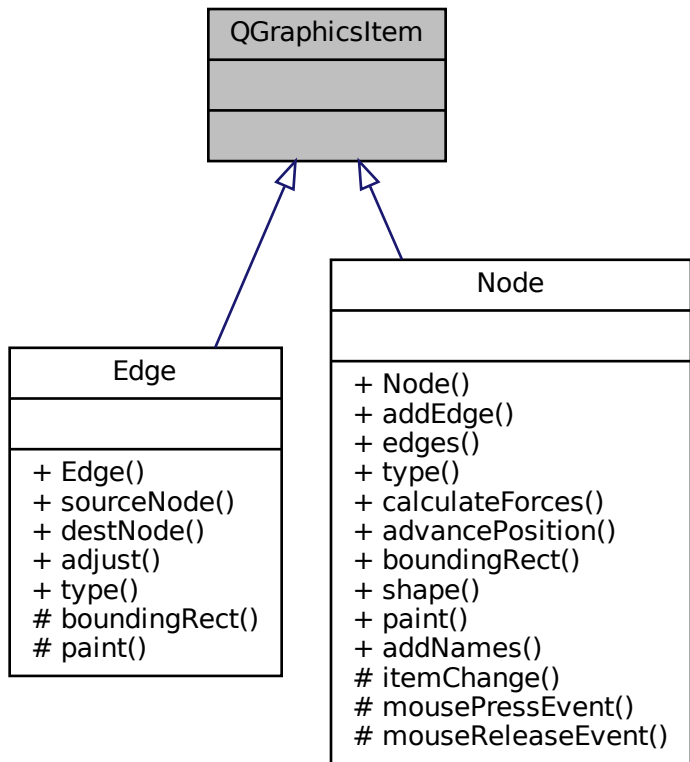 QGraphicsItem
Node
+ Node()
+ addEdge()
+ edges()
+ type()
+ calculateForces()
+ advancePosition()
+ boundingRect()
+ shape()
+ paint()
+ addNames()
# itemChange()
# mousePressEvent()
# mouseReleaseEvent()
Edge
+ Edge()
+ sourceNode()
+ destNode()
+ adjust()
+ type()
# boundingRect()
# paint()